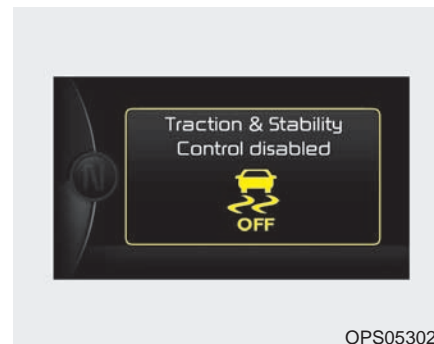 Traction & Stability
Control disabled
OFF
OPS05302